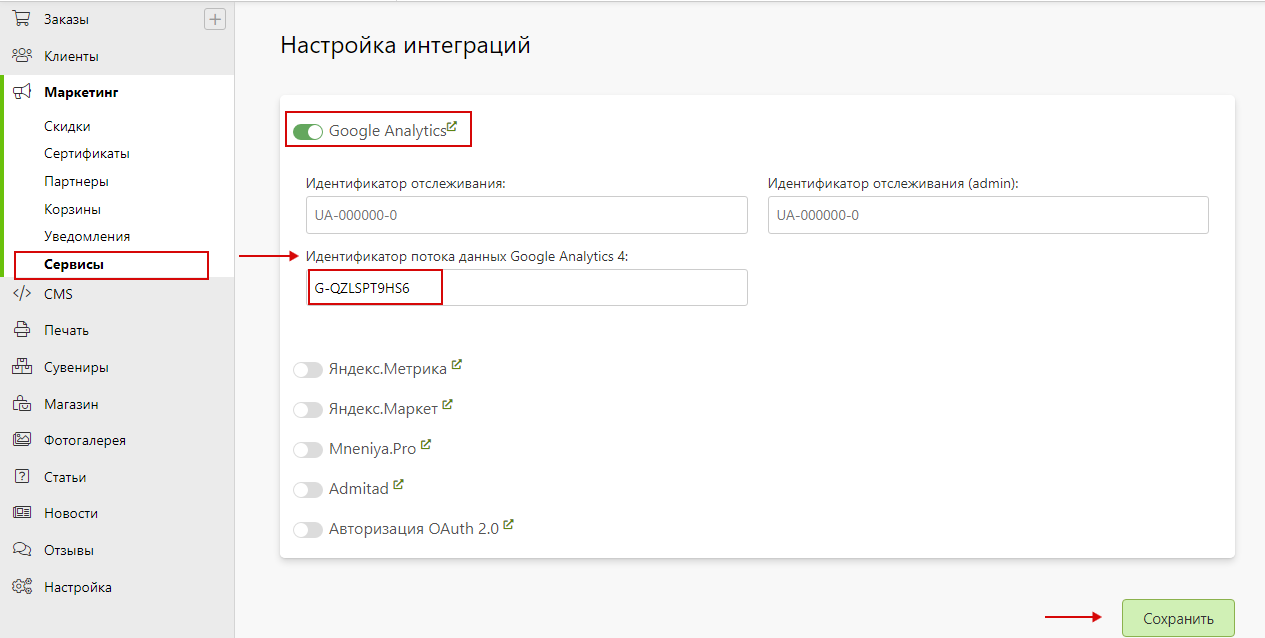 Заказы
Клиенты
Маркетинг
Скидки
Сертификаты
Партнеры
Корзины
Уведомления
Сервисы
CMS
Печать
Сувениры
Магазин
Фотогалерея
Статьи
Новости
Отзывы
Настройка
Настройка интеграций
Google Analytics
Идентификатор отслеживания:
Идентификатор отслеживания (admin):
UA-000000-0
UA-000000-0
Идентификатор потока данных Google Analytics 4:
G-QZLSPT9HS6
Яндекс.Метрика
Яндекс.Маркет
Mneniya.Pro
Admitad
Авторизация OAuth 2.0
Сохранить